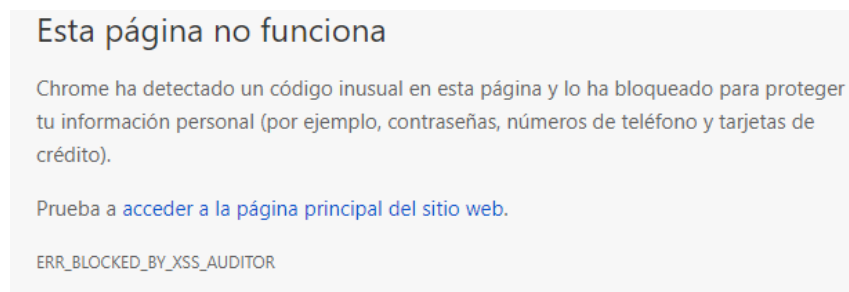 Esta página no funciona
Chrome ha detectado un código inusual en esta página y lo ha bloqueado para proteger
tu información personal (por ejemplo, contraseñas, números de teléfono y tarjetas de
crédito).
Prueba a acceder a la página principal del sitio web.
ERR_BLOCKED_BY_XSS_AUDITOR